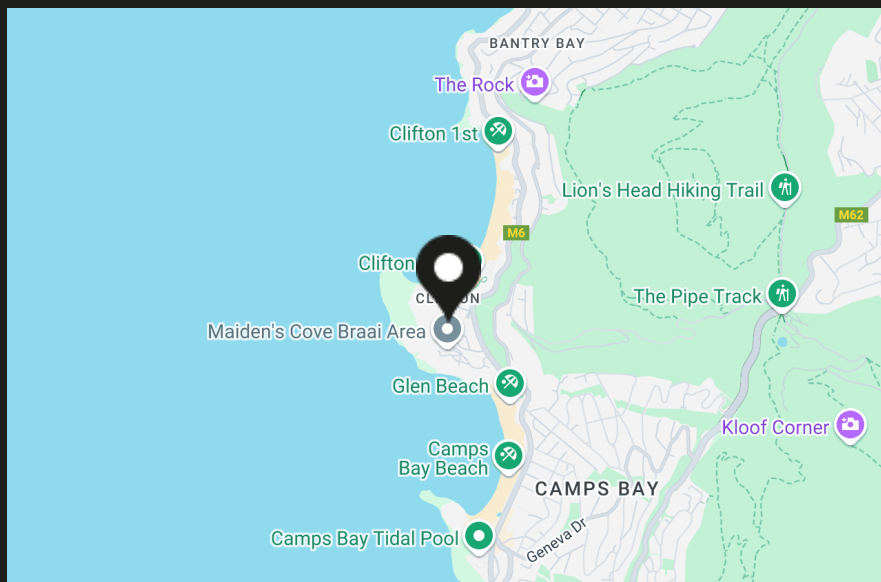 BANTRY BAY
The Rock
Clifton 1st
Lion's Head Hiking Trail
M62
M6
Clifton
The Pipe Track
Maiden's Cove Braai Area
Glen Beach
Kloof Corner
Camps
Bay Beach
CAMPS BAY
Camps Bay Tidal Pool
Geneva Dr